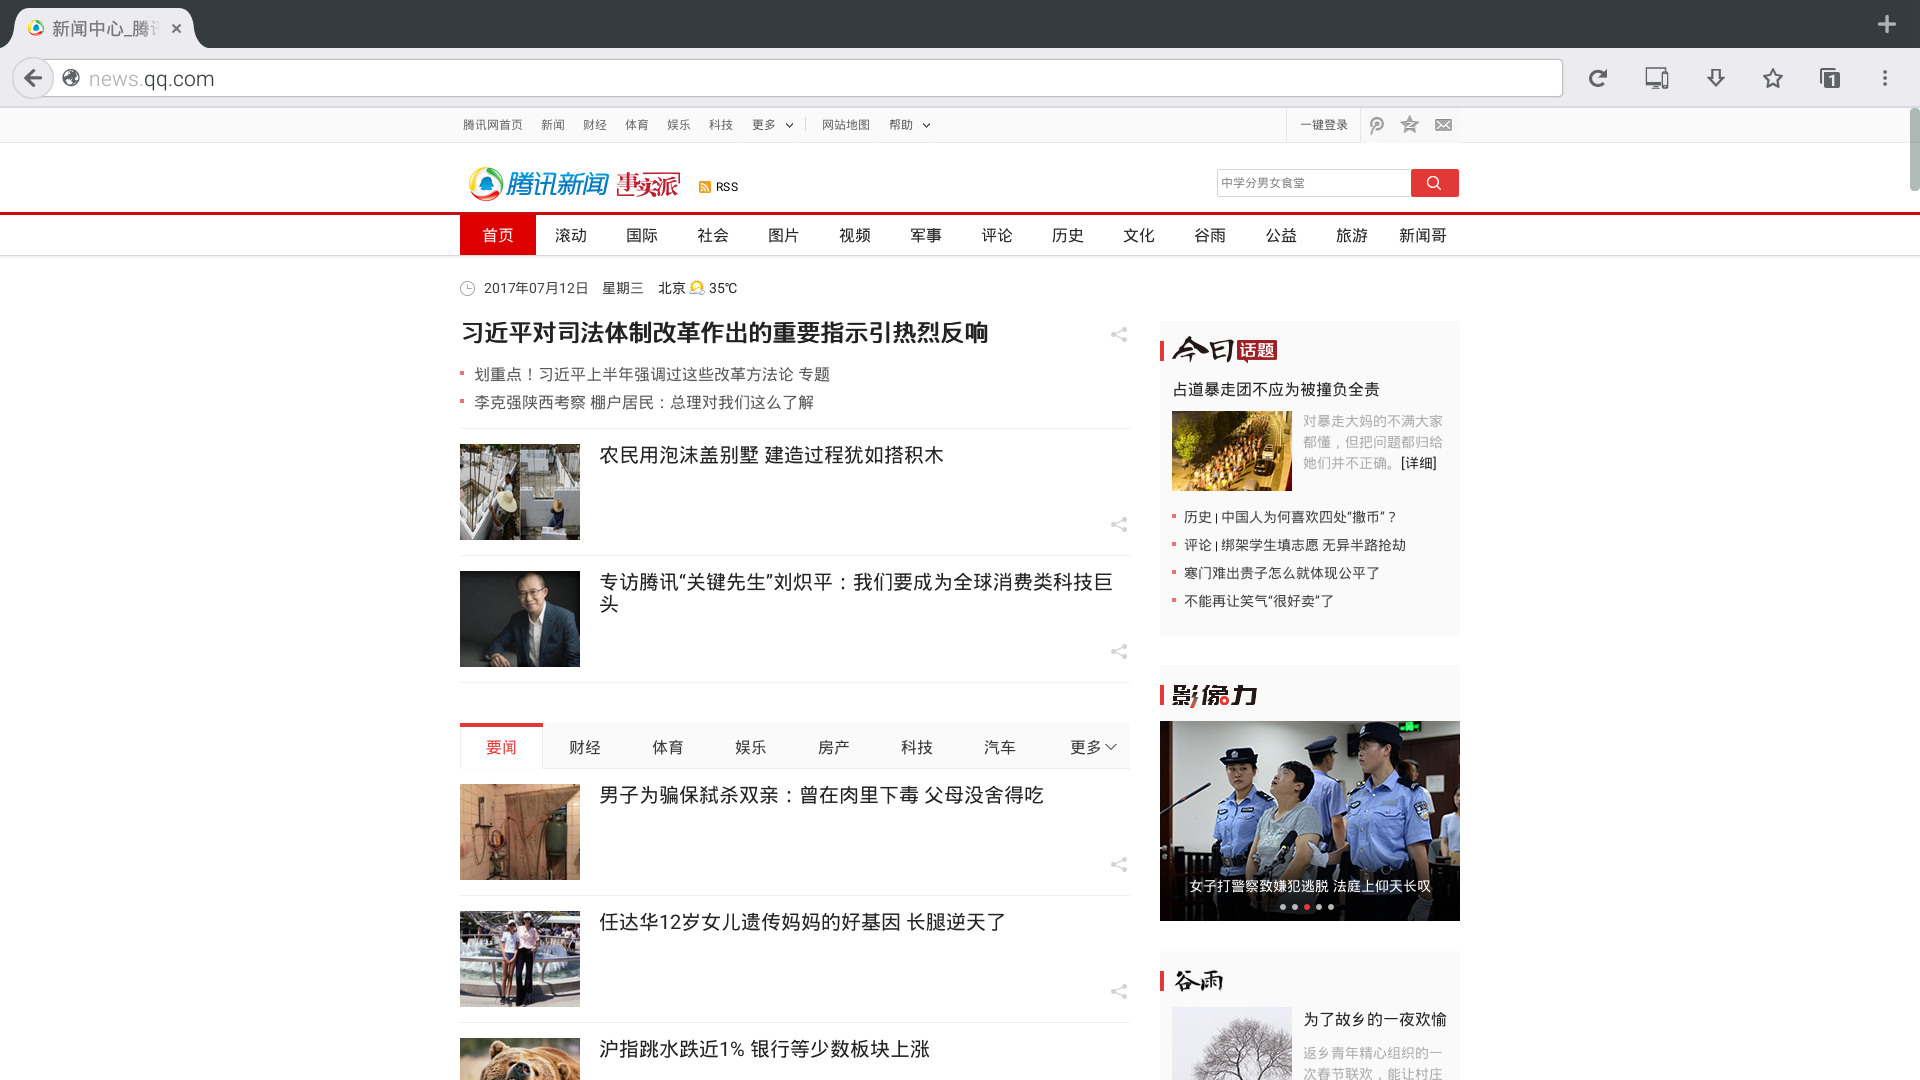 新闻中心_腾讯
news.qq.com
1
腾讯网首页 新闻 财经 体育 娱乐 科技 更多 网站地图 帮助 一键登录
腾讯新闻 事实派 RSS 中学分男女食堂
首页 滚动 国际 社会 图片 视频 军事 评论 历史 文化 谷雨 公益 旅游 新闻哥
2017年07月12日 星期三 北京 35℃
习近平对司法体制改革作出的重要指示引热烈反响
划重点！习近平上半年强调过这些改革方法论 专题
李克强陕西考察 棚户居民：总理对我们这么了解
农民用泡沫盖别墅 建造过程犹如搭积木
专访腾讯“关键先生”刘炽平：我们要成为全球消费类科技巨
头
要闻 财经 体育 娱乐 房产 科技 汽车 更多
男子为骗保弑杀双亲：曾在肉里下毒 父母没舍得吃
任达华12岁女儿遗传妈妈的好基因 长腿逆天了
沪指跳水跌近1% 银行等少数板块上涨
今日话题
占道暴走团不应为被撞负全责
对暴走大妈的不满大家
都懂，但把问题都归给
她们并不正确。[详细]
历史 | 中国人为何喜欢四处“撒币”？
评论 | 绑架学生填志愿 无异半路抢劫
寒门难出贵子怎么就体现公平了
不能再让笑气“很好卖”了
影像力
女子打警察致嫌犯逃脱 法庭上仰天长叹
谷雨
为了故乡的一夜欢愉
返乡青年精心组织的一
次春节联欢，能让村庄